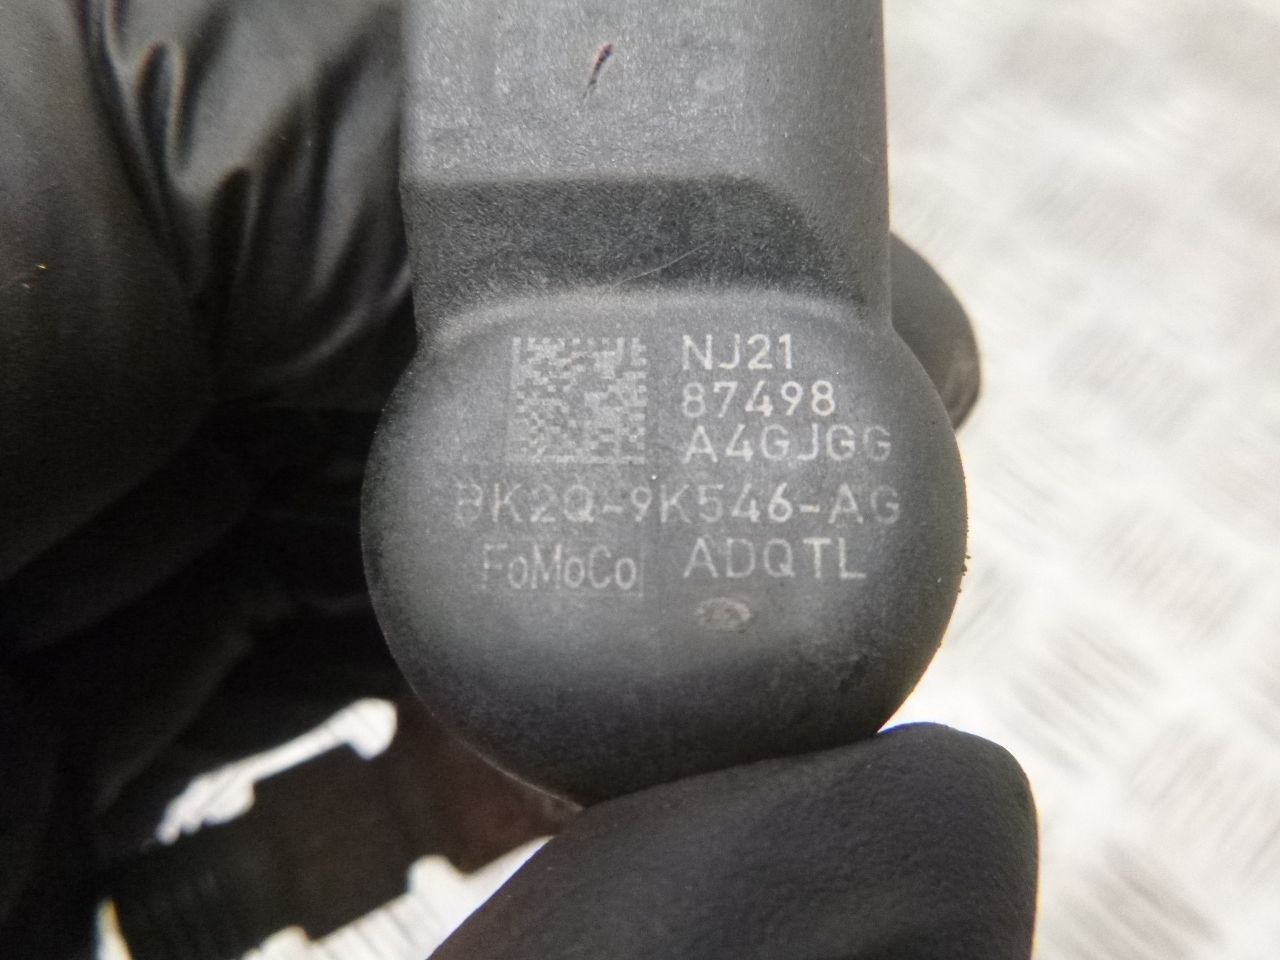 NJ21
87498
A4GJGG
BK2Q-9K546-AG
FoMoCo ADQTL